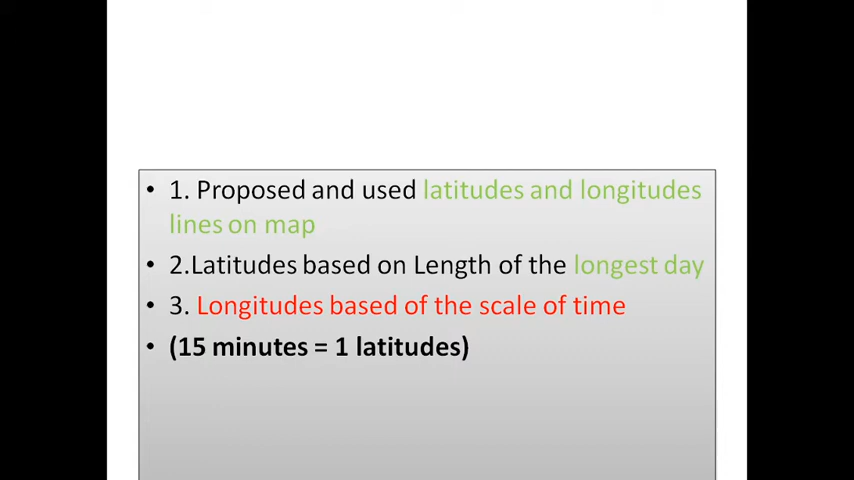 • 1. Proposed and used latitudes and longitudes
lines on map
• 2.Latitudes based on Length of the longest day
• 3. Longitudes based of the scale of time
• (15 minutes = 1 latitudes)